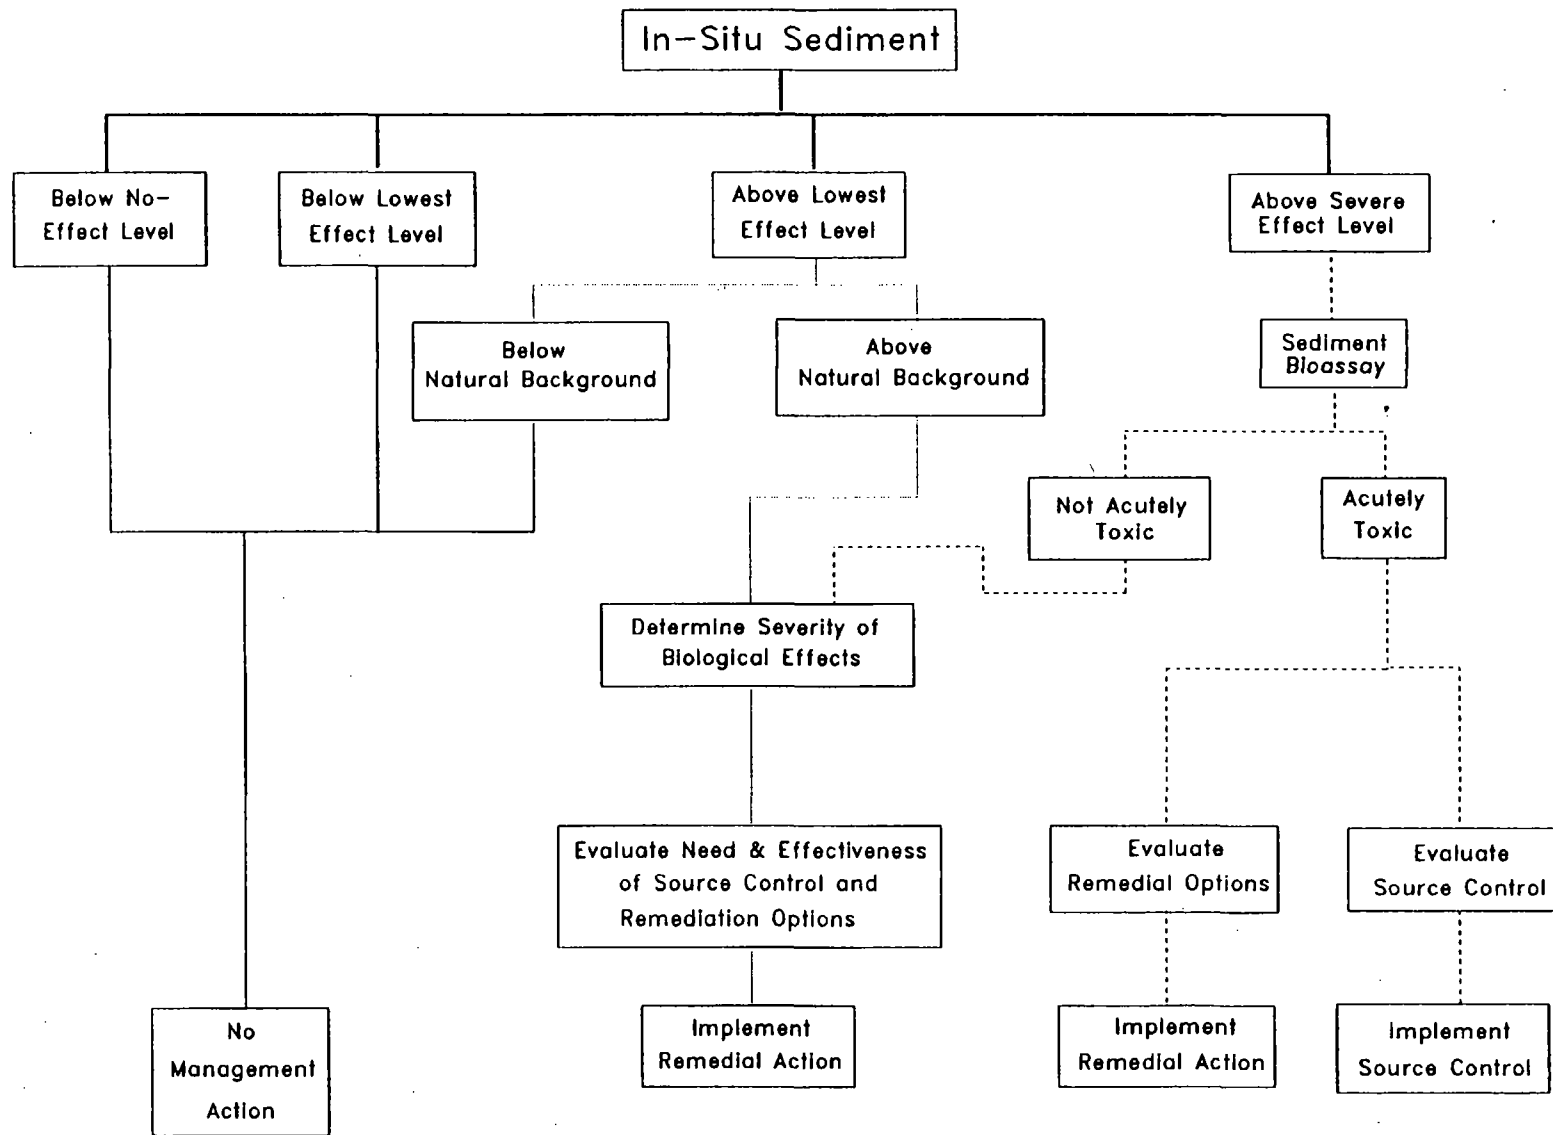 In-Situ Sediment
Below No-
Effect Level
Below Lowest
Effect Level
Above Lowest
Effect Level
Above Severe
Effect Level
Below
Natural Background
Above
Natural Background
Sediment
Bioassay
Not Acutely
Toxic
Acutely
Toxic
Determine Severity of
Biological Effects
Evaluate Need & Effectiveness
of Source Control and
Remediation Options
Evaluate
Remedial Options
Evaluate
Source Control
No
Management
Action
Implement
Remedial Action
Implement
Remedial Action
Implement
Source Control